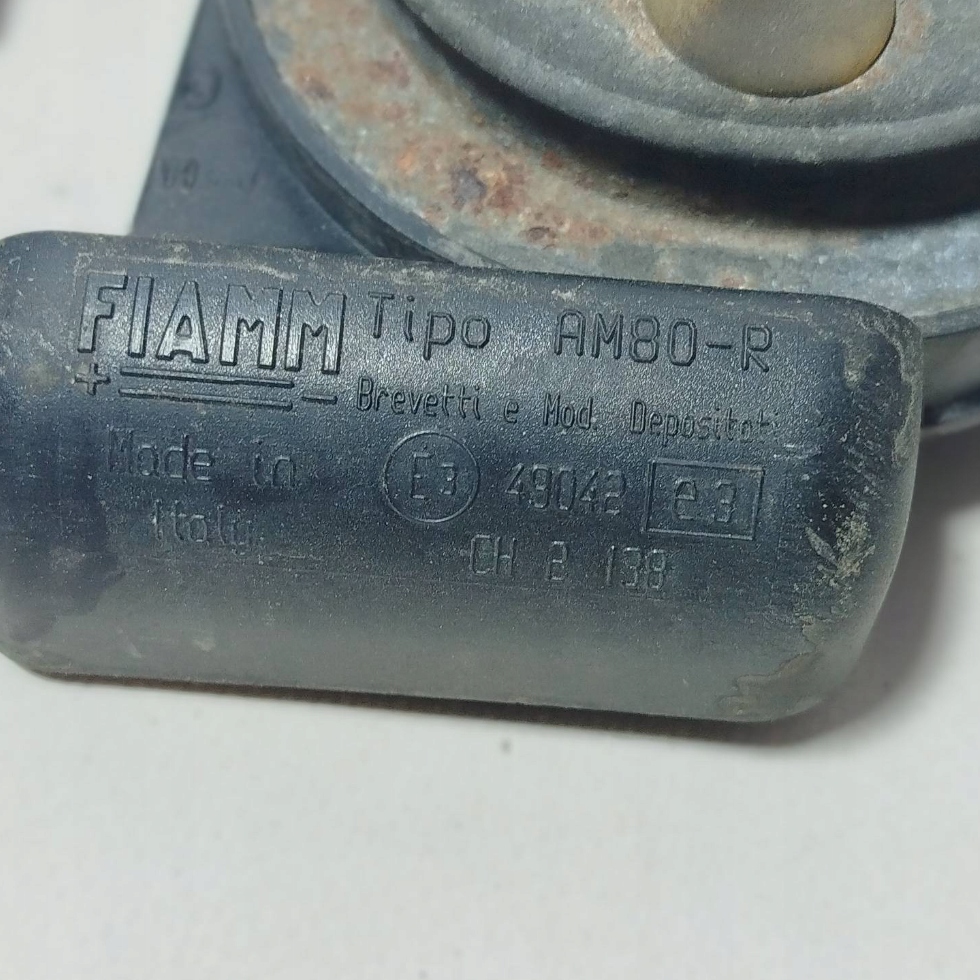 FIAMM Tipo AM80-R
+ - Brevetti e Mod. Depositati
Made in E3 49042 e3
Italy CH 2 138